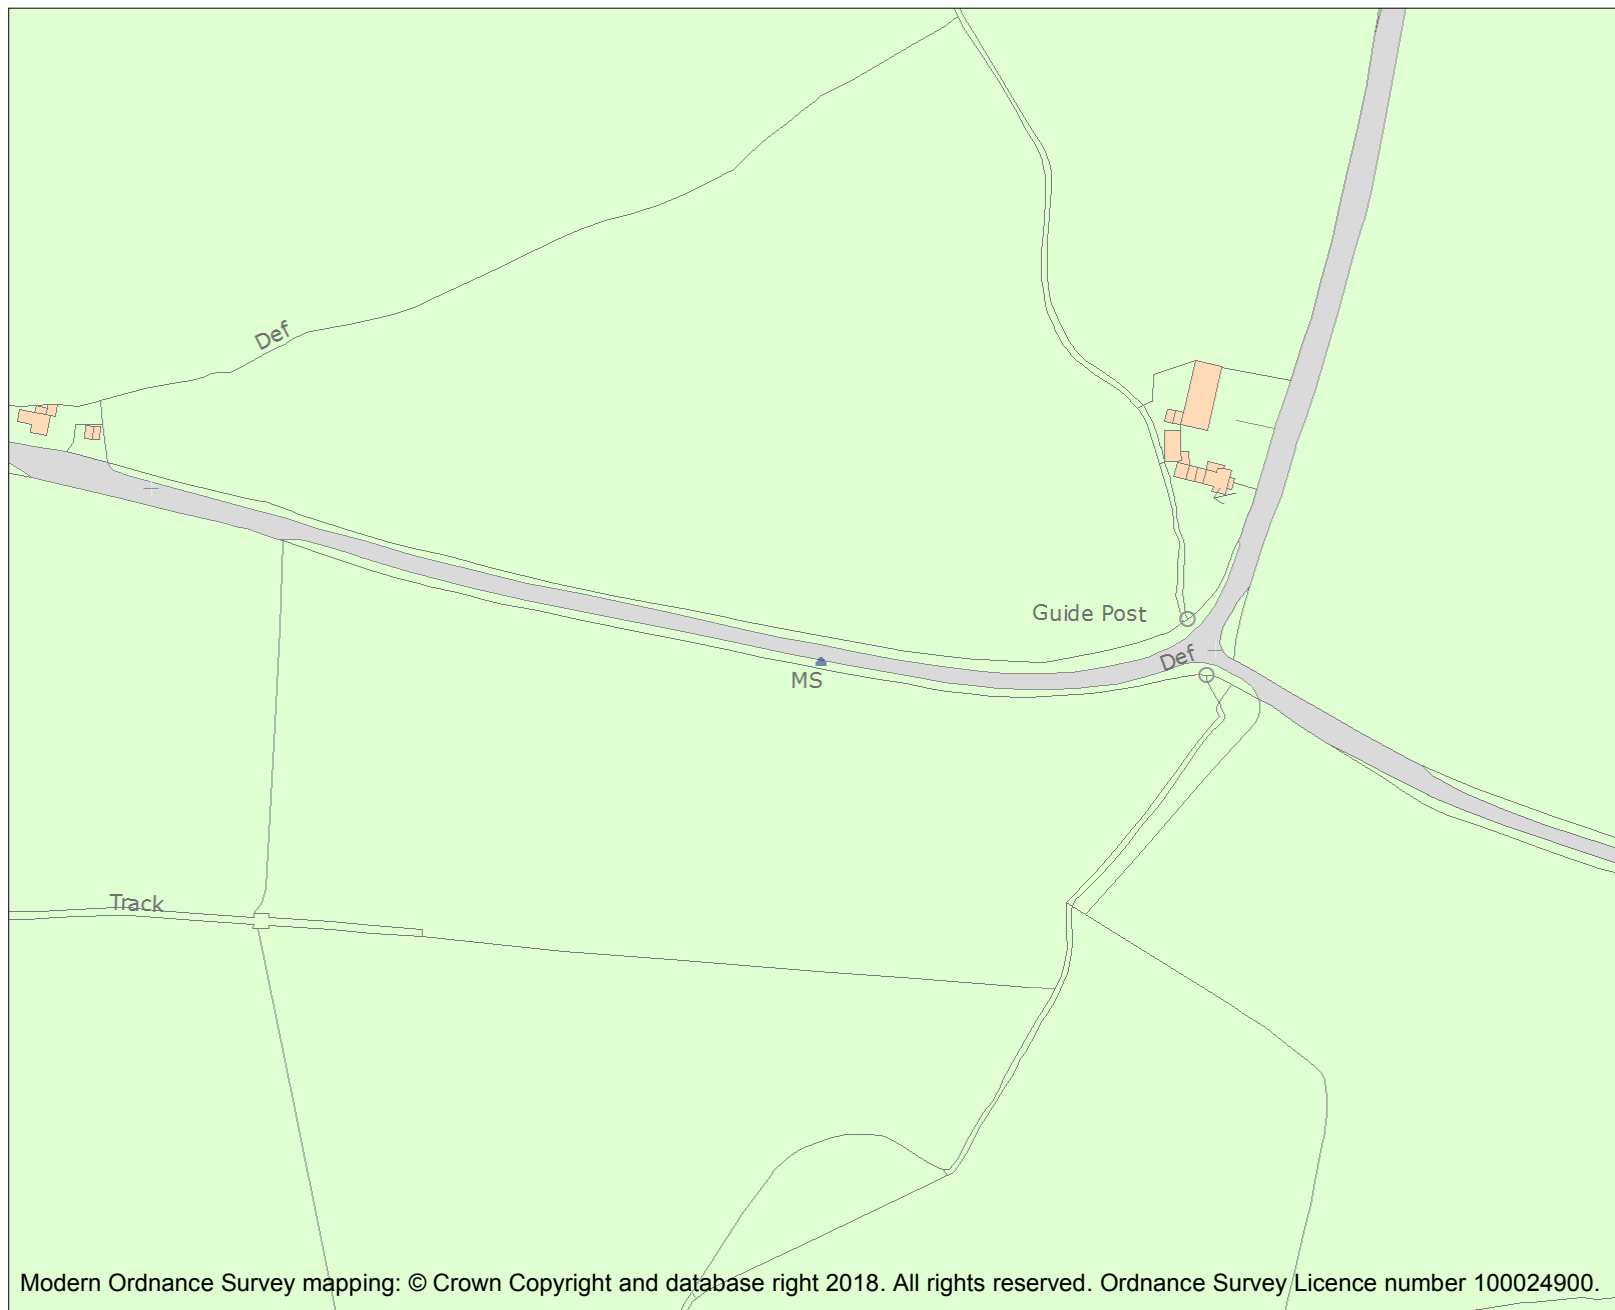 Def
Guide Post
Def
MS
Track
Modern Ordnance Survey mapping: © Crown Copyright and database right 2018. All rights reserved. Ordnance Survey Licence number 100024900.